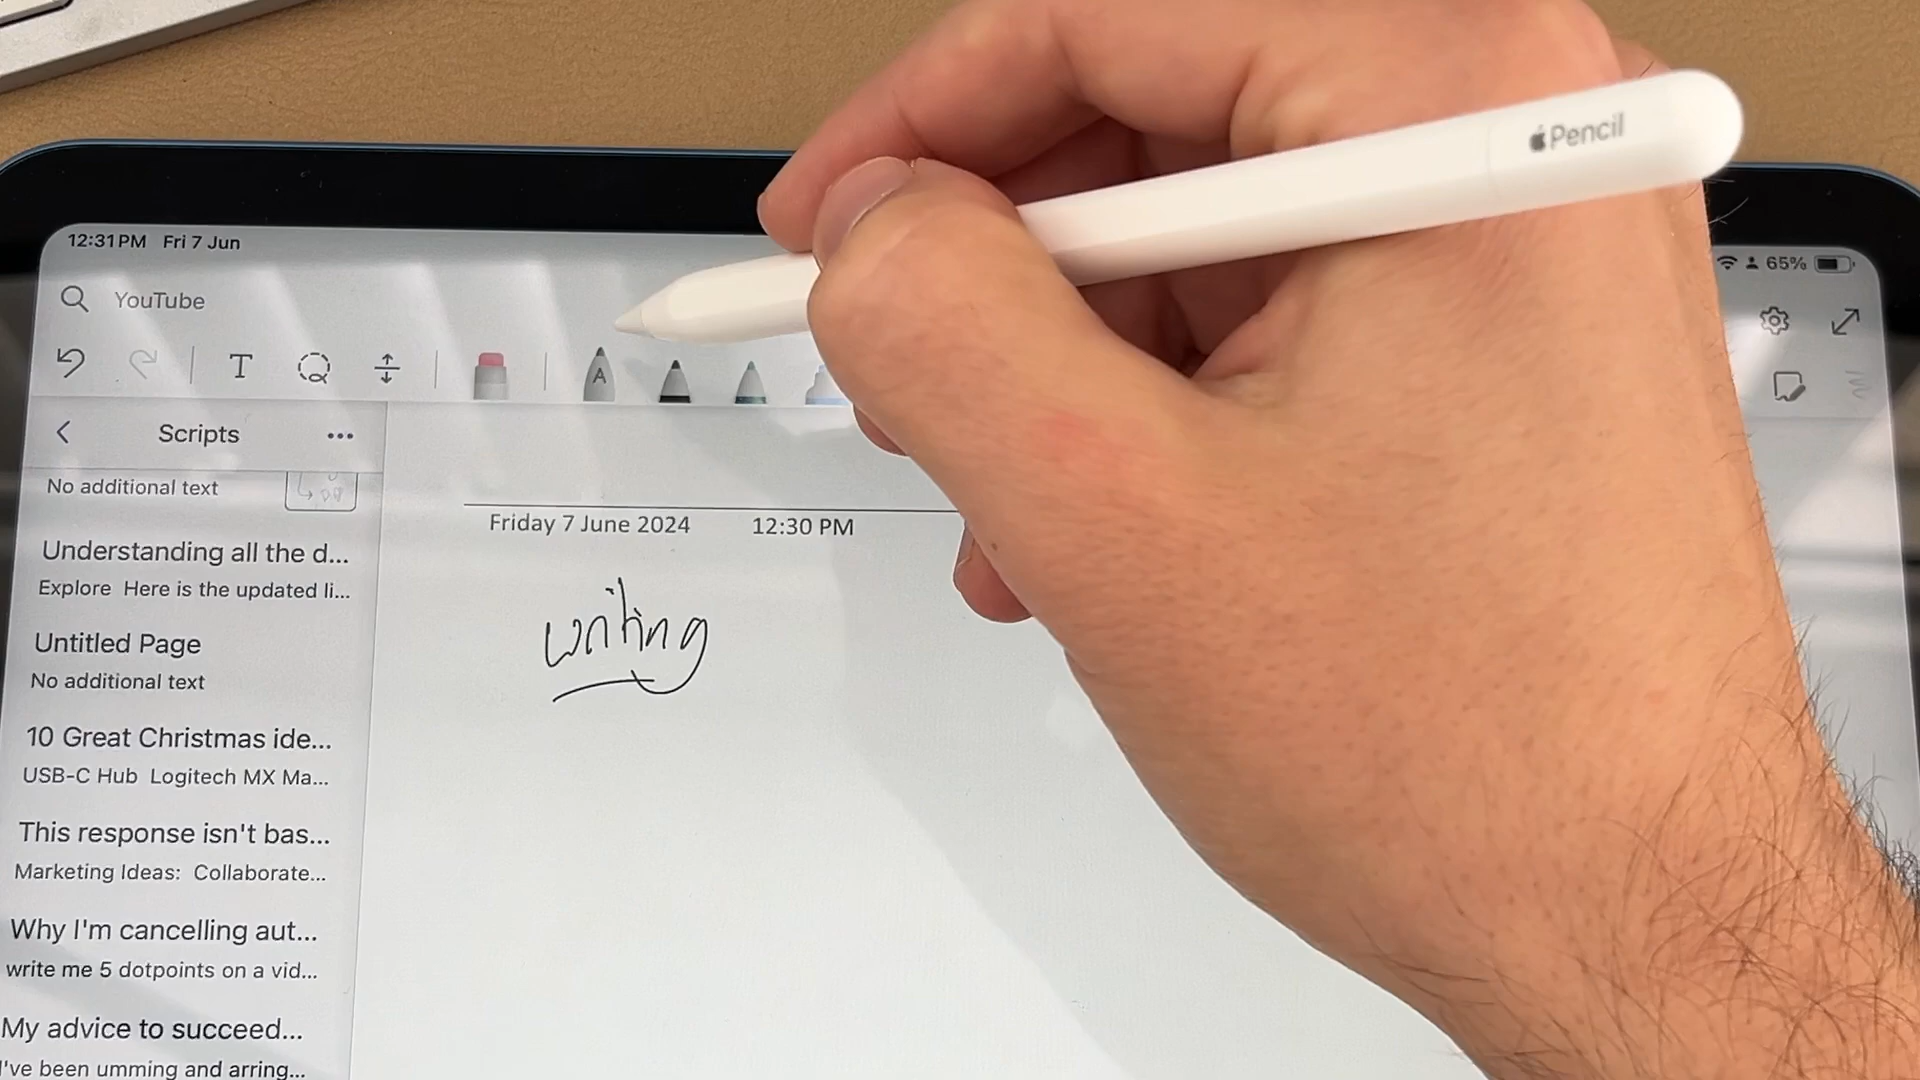 Pencil
12:31 PM Fri 7 Jun
65%
YouTube
T
A
Scripts
No additional text
Friday 7 June 2024 12:30 PM
Understanding all the d...
Explore Here is the updated li...
writing
Untitled Page
No additional text
10 Great Christmas ide...
USB-C Hub Logitech MX Ma...
This response isn't bas...
Marketing Ideas: Collaborate...
Why I'm cancelling aut...
write me 5 dotpoints on a vid...
My advice to succeed...
I've been umming and arring...